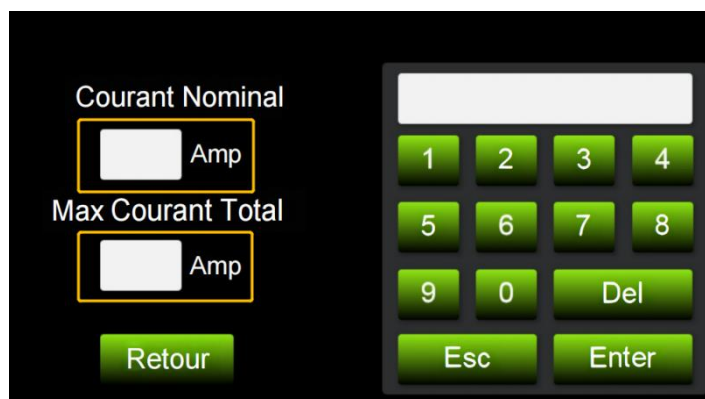 Courant Nominal
Amp
Max Courant Total
Amp
Retour
1 2 3 4
5 6 7 8
9 0 Del
Esc Enter